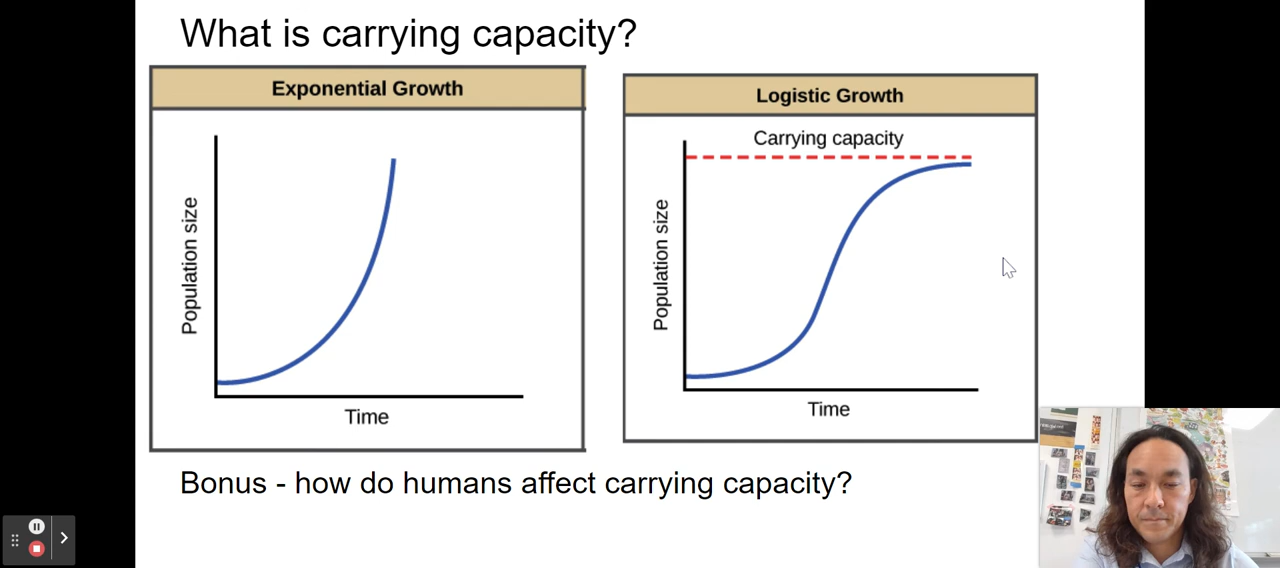 What is carrying capacity?
Exponential Growth
Population size
Time
Logistic Growth
Carrying capacity
Population size
Time
Bonus - how do humans affect carrying capacity?